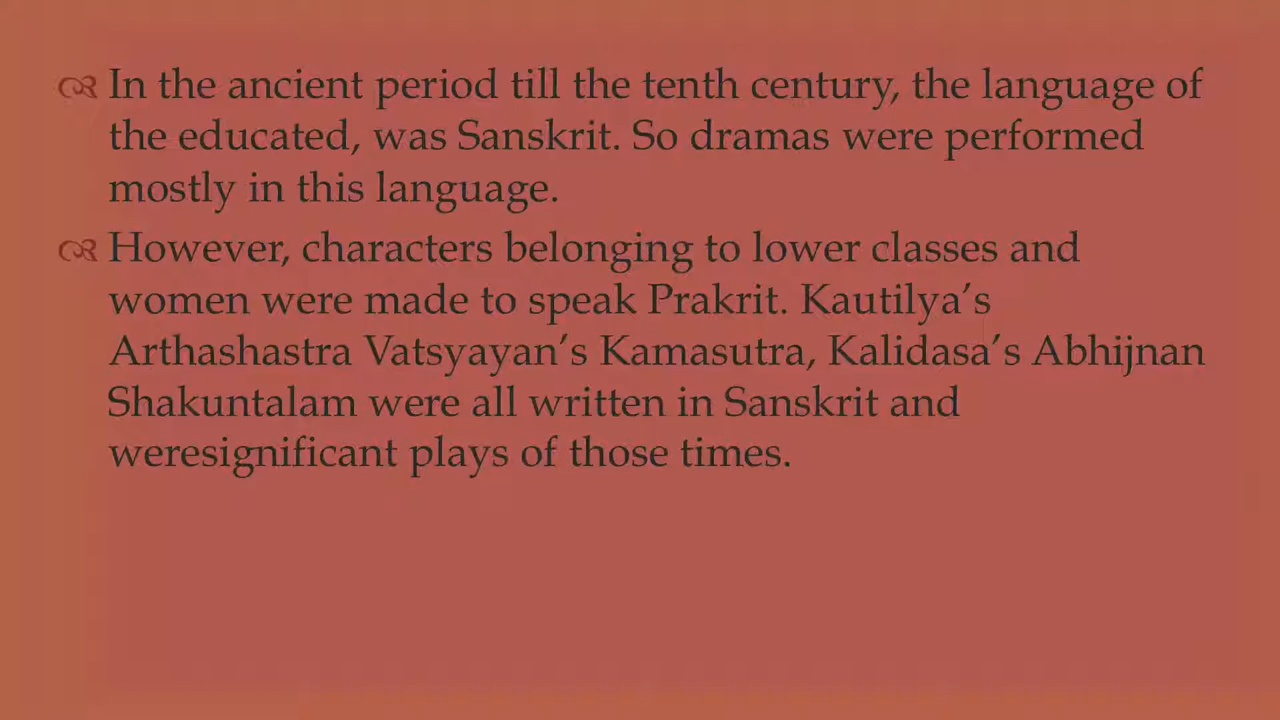 In the ancient period till the tenth century, the language of
the educated, was Sanskrit. So dramas were performed
mostly in this language.
However, characters belonging to lower classes and
women were made to speak Prakrit. Kautilya’s
Arthashastra Vatsyayan’s Kamasutra, Kalidasa’s Abhijnan
Shakuntalam were all written in Sanskrit and
weresignificant plays of those times.